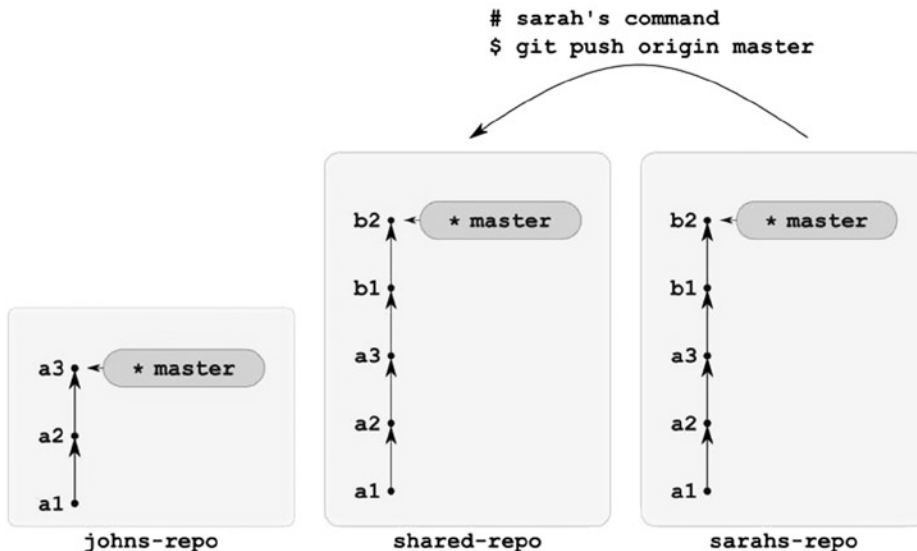 # sarah's command
$ git push origin master
b2 * master
b1
a3
a2
a1
shared-repo
b2 * master
b1
a3
a2
a1
sarahs-repo
a3 * master
a2
a1
johns-repo